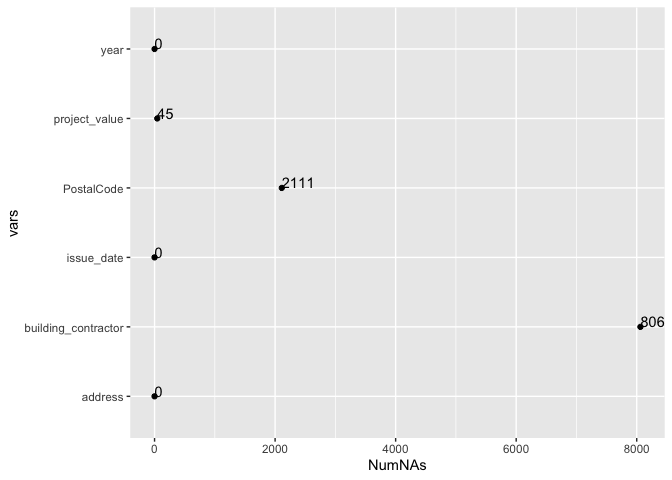 year
0
project_value
45
PostalCode
2111
vars
issue_date
0
building_contractor
806
address
0
0
2000
4000
6000
8000
NumNAs